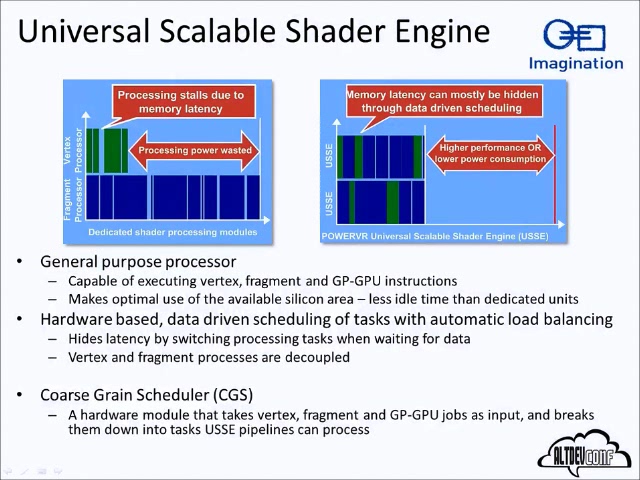 Universal Scalable Shader Engine
Imagination
Processing stalls due to
memory latency
Vertex
Processor
Processing power wasted
Fragment
Processor
Dedicated shader processing modules
Memory latency can mostly be hidden
through data driven scheduling
USSE
Higher performance OR
lower power consumption
USSE
POWERVR Universal Scalable Shader Engine (USSE)
• General purpose processor
– Capable of executing vertex, fragment and GP-GPU instructions
– Makes optimal use of the available silicon area – less idle time than dedicated units
• Hardware based, data driven scheduling of tasks with automatic load balancing
– Hides latency by switching processing tasks when waiting for data
– Vertex and fragment processes are decoupled
• Coarse Grain Scheduler (CGS)
– A hardware module that takes vertex, fragment and GP-GPU jobs as input, and breaks
them down into tasks USSE pipelines can process
ALTDEVCONF